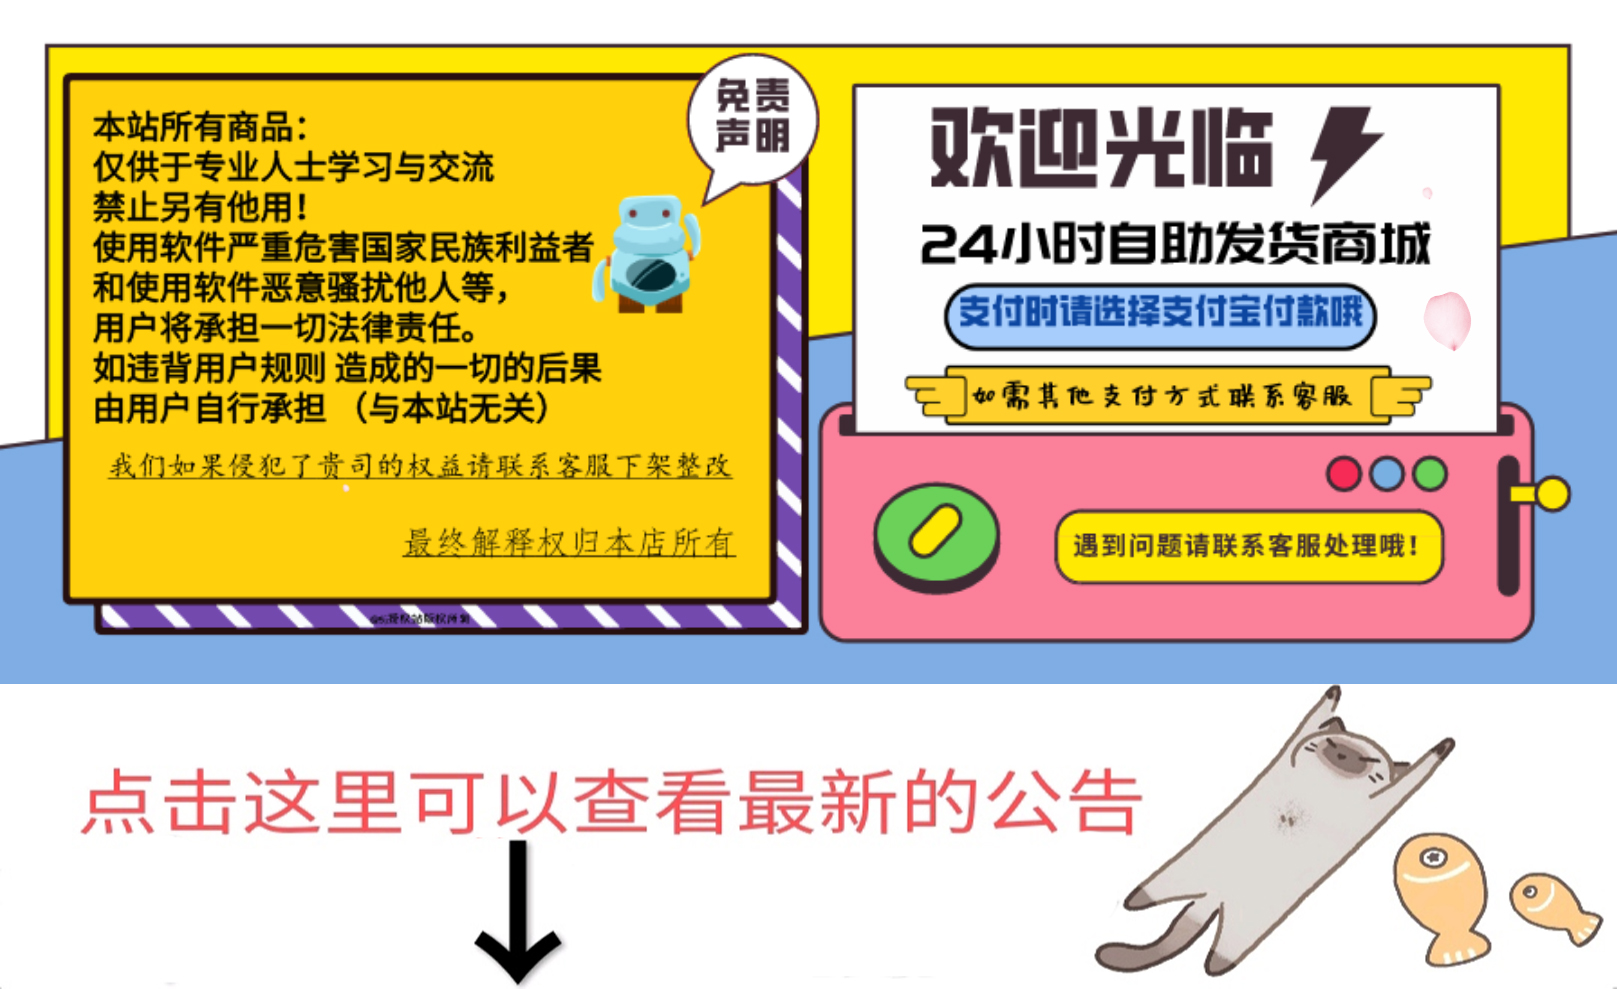 免责
声明
本站所有商品：
仅供于专业人士学习与交流
禁止另有他用！
使用软件严重危害国家民族利益者
和使用软件恶意骚扰他人等，
用户将承担一切法律责任。
如违背用户规则 造成的一切的后果
由用户自行承担 （与本站无关）
我们如果侵犯了贵司的权益请联系客服下架整改
最终解释权归本店所有
欢迎光临
24小时自助发货商城
支付时请选择支付宝付款哦
如需其他支付方式联系客服
遇到问题请联系客服处理哦！
点击这里可以查看最新的公告